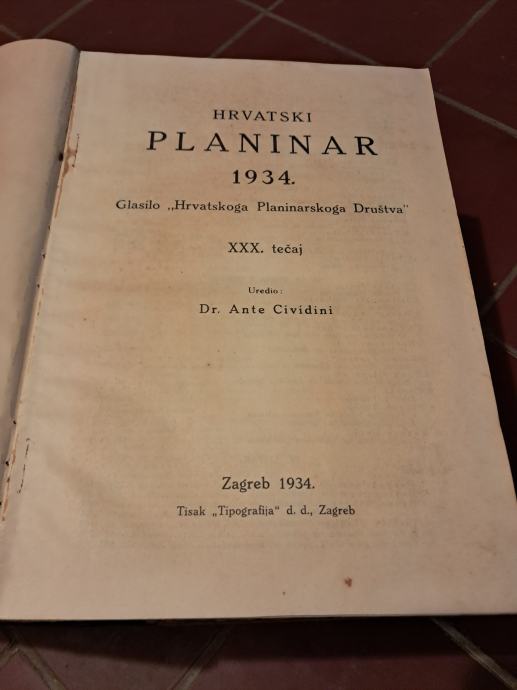 HRVATSKI
PLANINAR
1934.
Glasilo „Hrvatskoga Planinarskoga Društva"
XXX. tečaj
Uredio:
Dr. Ante Cividini
Zagreb 1934.
Tisak „Tipografija" d. d., Zagreb